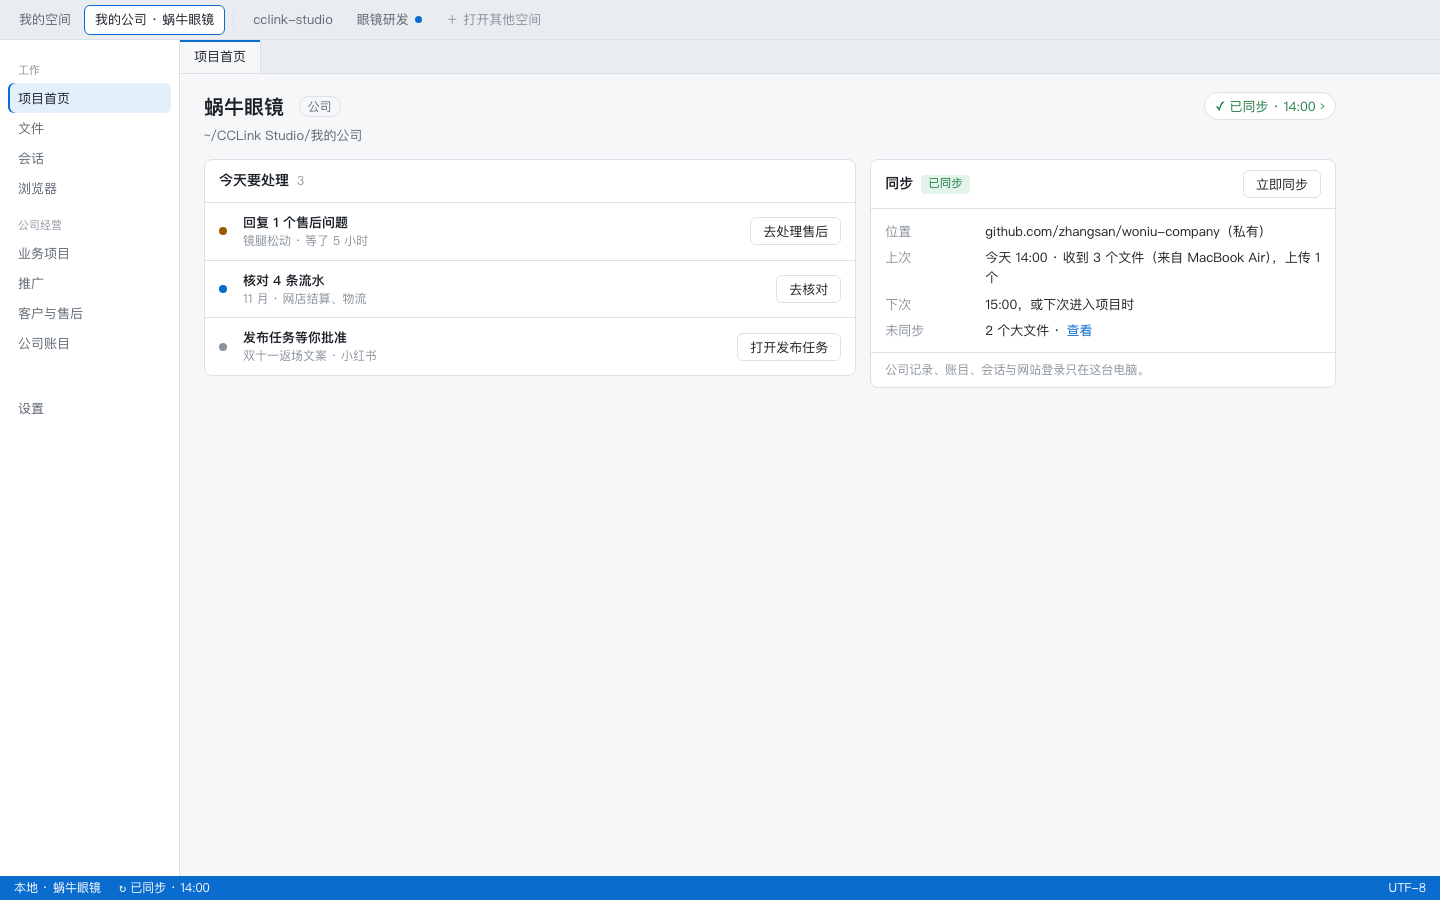 我的空间
我的公司 · 蜗牛眼镜
cclink-studio
眼镜研发
+ 打开其他空间
工作
项目首页
文件
会话
浏览器
公司经营
业务项目
推广
客户与售后
公司账目
设置
项目首页
蜗牛眼镜
公司
~/CCLink Studio/我的公司
✓ 已同步 · 14:00 ›
今天要处理 3
回复 1 个售后问题
镜腿松动 · 等了 5 小时
去处理售后
核对 4 条流水
11 月 · 网店结算、物流
去核对
发布任务等你批准
双十一返场文案 · 小红书
打开发布任务
同步 已同步
立即同步
位置 github.com/zhangsan/woniu-company（私有）
上次 今天 14:00 · 收到 3 个文件（来自 MacBook Air），上传 1
个
下次 15:00，或下次进入项目时
未同步 2 个大文件 · 查看
公司记录、账目、会话与网站登录只在这台电脑。
本地 · 蜗牛眼镜
↻ 已同步 · 14:00
UTF-8